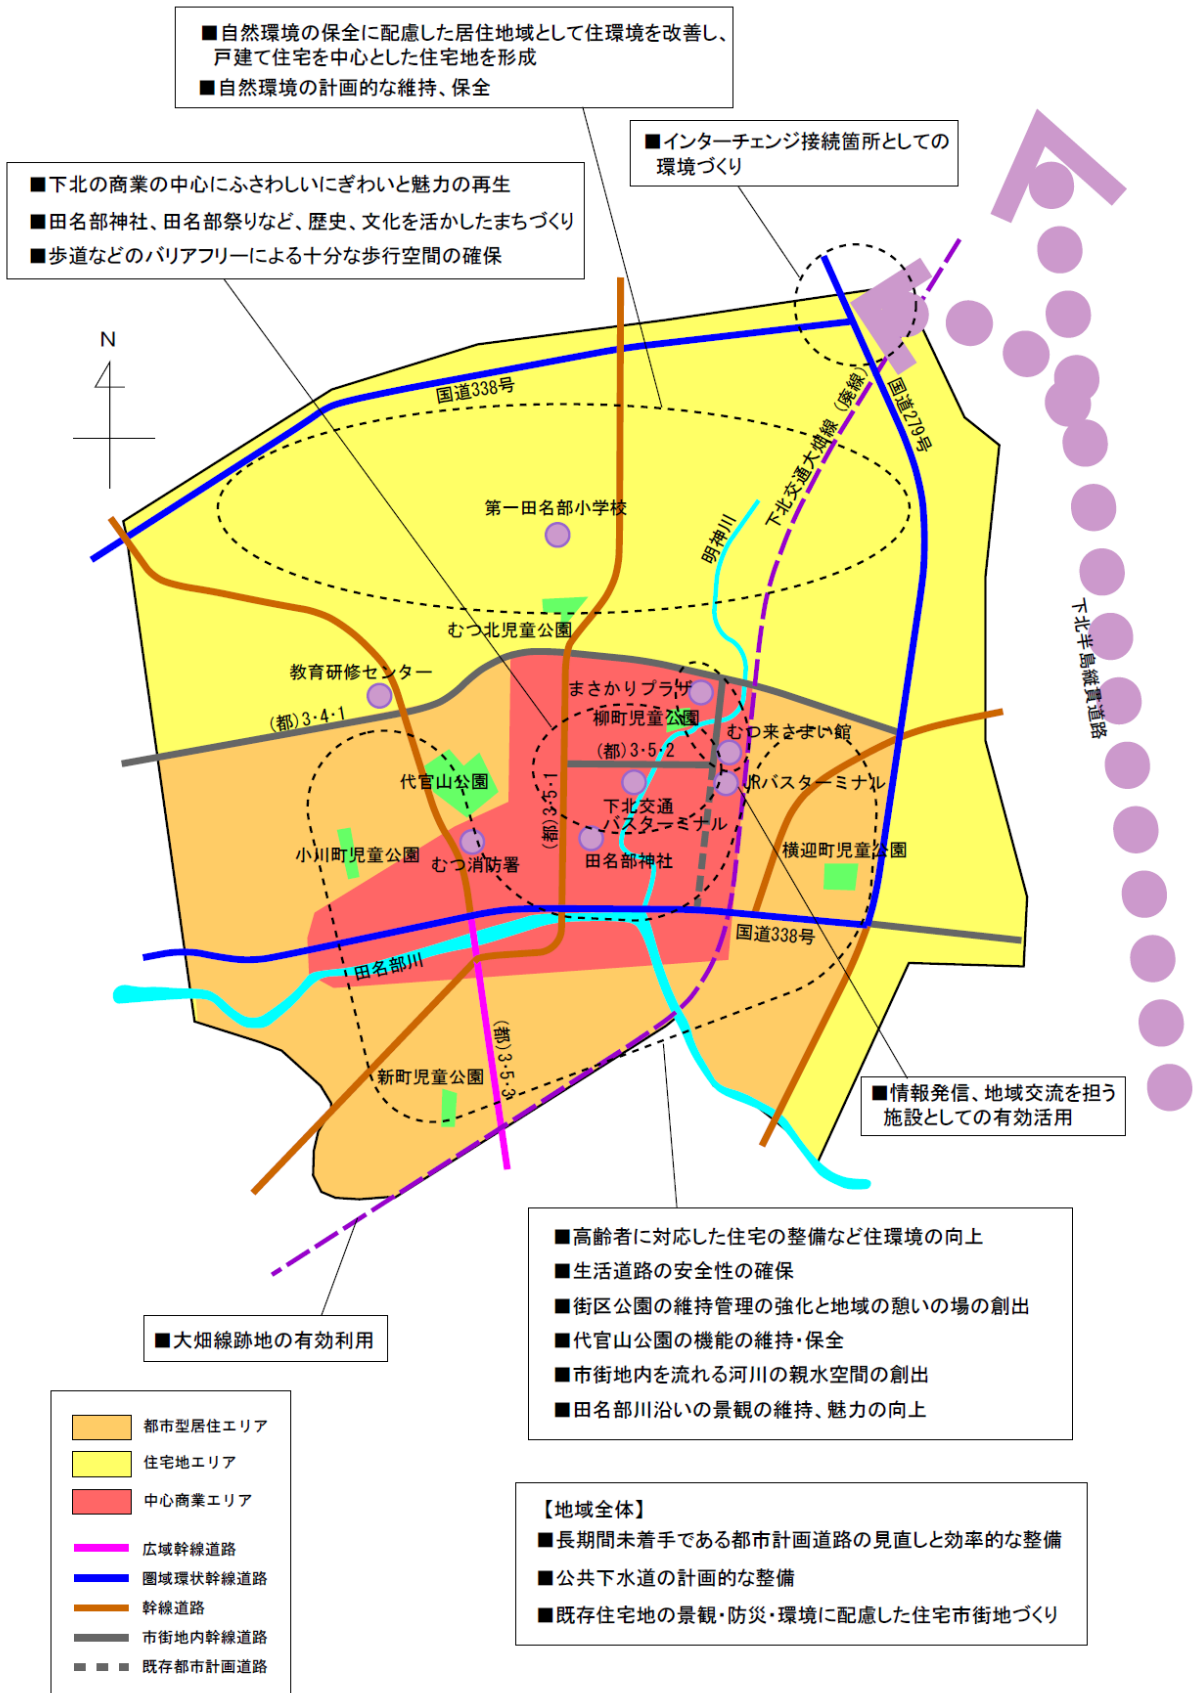 ■自然環境の保全に配慮した居住地域として住環境を改善し、
戸建て住宅を中心とした住宅地を形成
■自然環境の計画的な維持、保全
■インターチェンジ接続箇所としての
環境づくり
■下北の商業の中心にふさわしいにぎわいと魅力の再生
■田名部神社、田名部祭りなど、歴史、文化を活かしたまちづくり
■歩道などのバリアフリーによる十分な歩行空間の確保
N
国道338号
国道279号
下北交通大畑線（廃線）
第一田名部小学校
明神川
下北半島縦貫道路
むつ北児童公園
教育研修センター
まさかりプラザ
(都)3・4・1
柳町児童公園
むつ来さまい館
(都)3・5・2
代官山公園
JRバスターミナル
下北交通
バスターミナル
(都)3・5・1
小川町児童公園
むつ消防署
田名部神社
横迎町児童公園
国道338号
田名部川
(都)3・5・3
新町児童公園
■情報発信、地域交流を担う
施設としての有効活用
■高齢者に対応した住宅の整備など住環境の向上
■生活道路の安全性の確保
■街区公園の維持管理の強化と地域の憩いの場の創出
■代官山公園の機能の維持・保全
■市街地内を流れる河川の親水空間の創出
■田名部川沿いの景観の維持、魅力の向上
■大畑線跡地の有効利用
都市型居住エリア
住宅地エリア
中心商業エリア
広域幹線道路
圏域環状幹線道路
幹線道路
市街地内幹線道路
既存都市計画道路
【地域全体】
■長期間未着手である都市計画道路の見直しと効率的な整備
■公共下水道の計画的な整備
■既存住宅地の景観・防災・環境に配慮した住宅市街地づくり